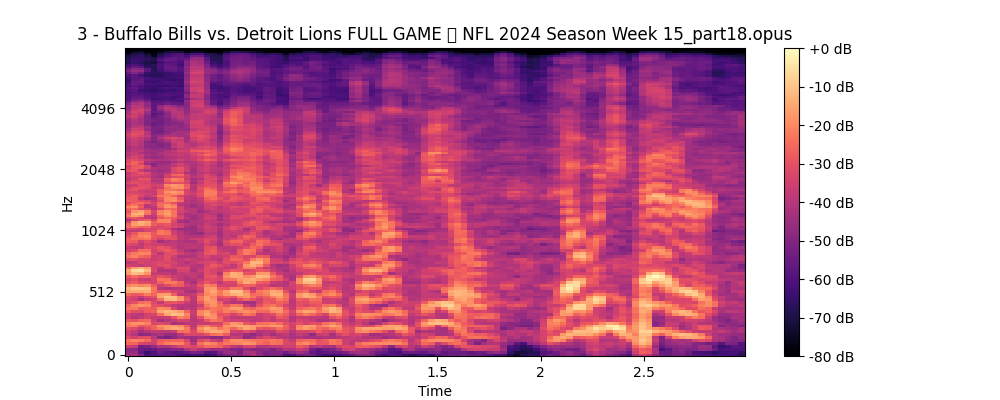 3 - Buffalo Bills vs. Detroit Lions FULL GAME ▯ NFL 2024 Season Week 15_part18.opus
+0 dB
4096
-10 dB
-20 dB
2048
-30 dB
Hz
-40 dB
1024
-50 dB
512
-60 dB
-70 dB
0
-80 dB
0 0.5 1 1.5 2 2.5
Time